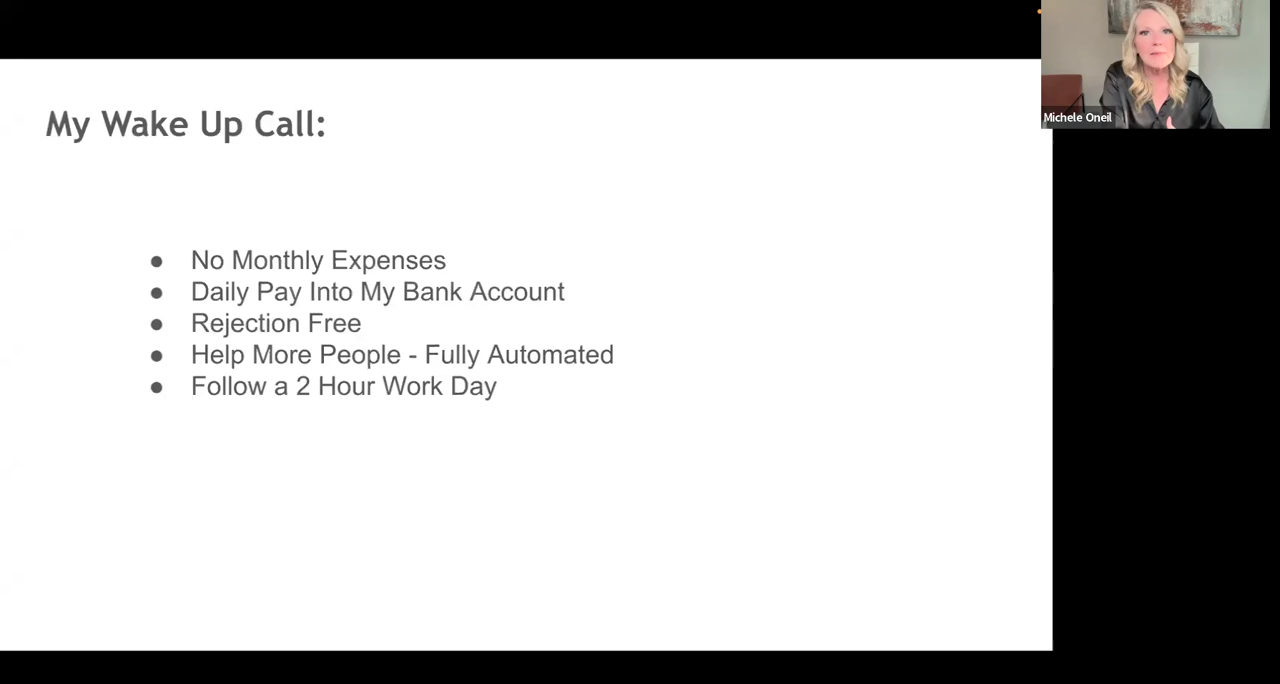 My Wake Up Call:
● No Monthly Expenses
● Daily Pay Into My Bank Account
● Rejection Free
● Help More People - Fully Automated
● Follow a 2 Hour Work Day
Michele Oneil